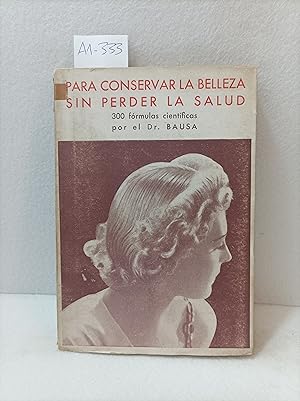 A1-333
PARA CONSERVAR LA BELLEZA
SIN PERDER LA SALUD
300 fórmulas científicas
por el Dr. BAUSA